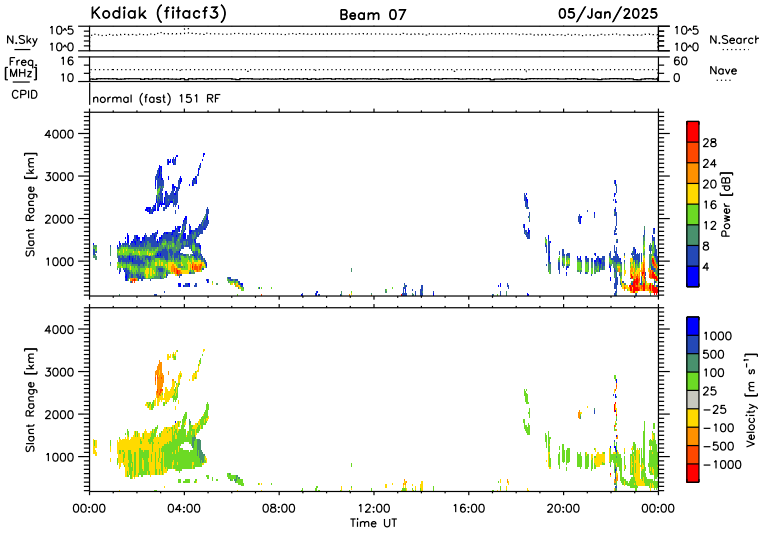 Kodiak (fitacf3) Beam 07 05/Jan/2025
N.Sky 10^5 10^0 10^5 10^0 N.Search
Freq. [MHz] 16 10 60 0 Nave
CPID normal (fast) 151 RF
Slant Range [km] 4000 3000 2000 1000
28 24 20 16 12 8 4 Power [dB]
Slant Range [km] 4000 3000 2000 1000
1000 500 100 25 -25 -100 -500 -1000 Velocity [m s^-1]
00:00 04:00 08:00 12:00 16:00 20:00 00:00
Time UT